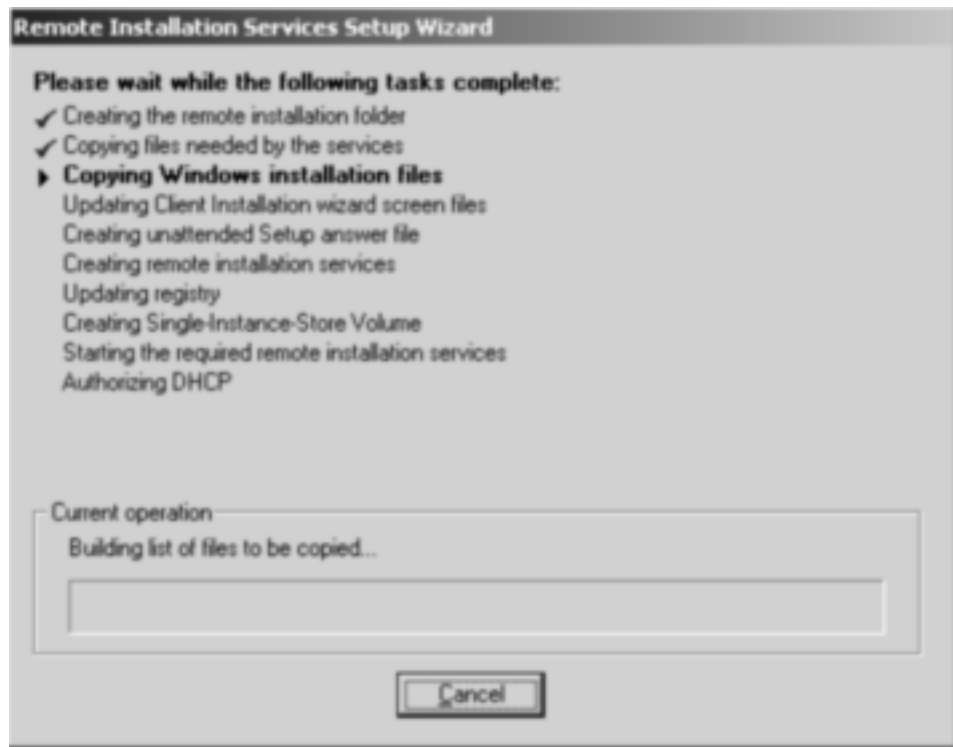 Remote Installation Services Setup Wizard
Please wait while the following tasks complete:
Creating the remote installation folder
Copying files needed by the services
Copying Windows installation files
Updating Client Installation wizard screen files
Creating unattended Setup answer file
Creating remote installation services
Updating registry
Creating Single-Instance-Store Volume
Starting the required remote installation services
Authorizing DHCP
Current operation
Building list of files to be copied...
Cancel